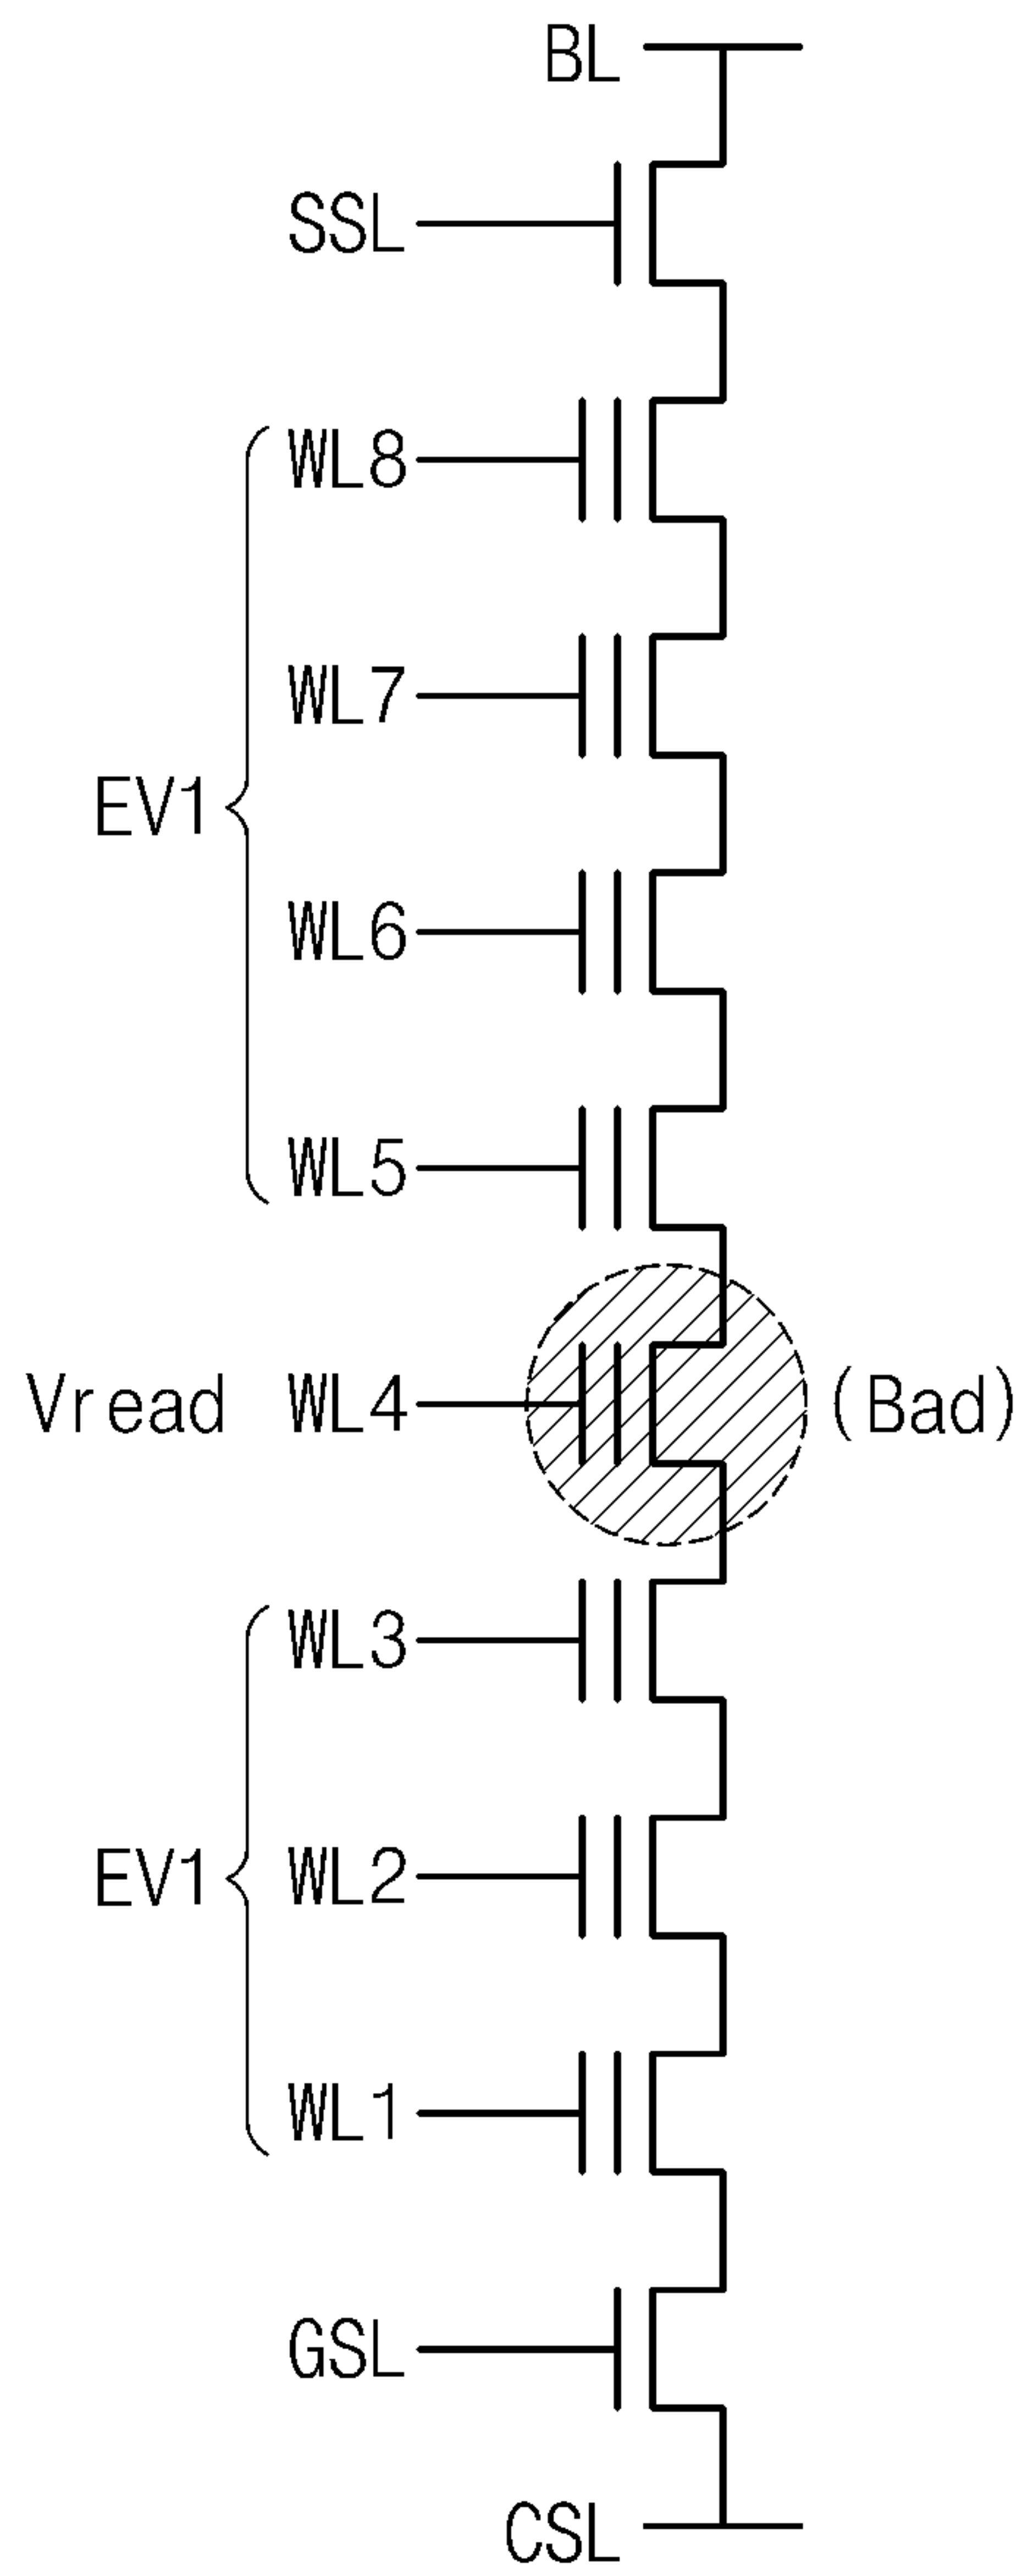 BL
SSL
WL8
WL7
EV1
WL6
WL5
Vread WL4 (Bad)
WL3
EV1 WL2
WL1
GSL
CSL